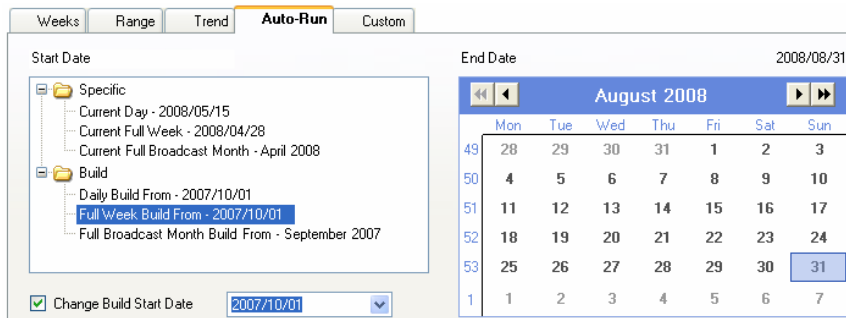 Weeks Range Trend Auto-Run Custom
Start Date
Specific
Current Day - 2008/05/15
Current Full Week - 2008/04/28
Current Full Broadcast Month - April 2008
Build
Daily Build From - 2007/10/01
Full Week Build From - 2007/10/01
Full Broadcast Month Build From - September 2007
Change Build Start Date 2007/10/01
End Date 2008/08/31
August 2008
Mon Tue Wed Thu Fri Sat Sun
49 28 29 30 31 1 2 3
50 4 5 6 7 8 9 10
51 11 12 13 14 15 16 17
52 18 19 20 21 22 23 24
53 25 26 27 28 29 30 31
1 1 2 3 4 5 6 7